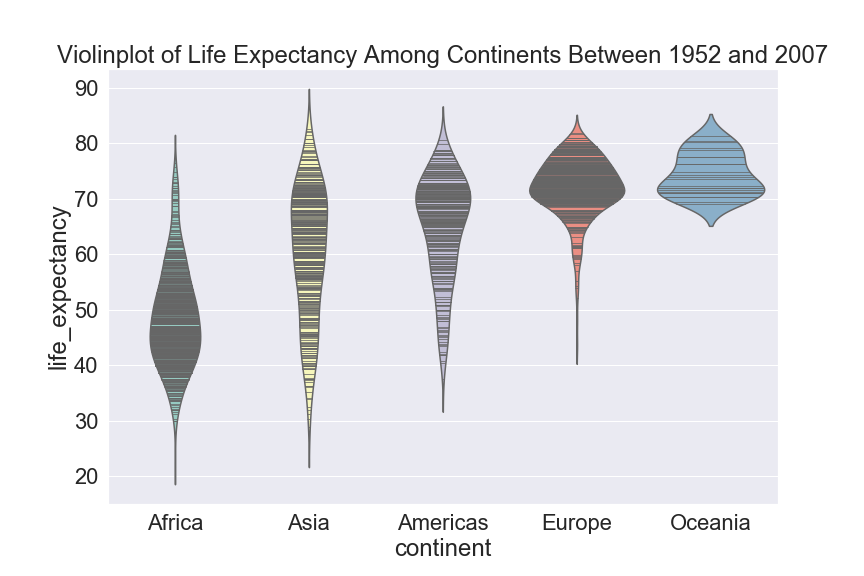 Violinplot of Life Expectancy Among Continents Between 1952 and 2007
90
80
70
60
50
40
30
20
life_expectancy
Africa Asia Americas Europe Oceania
continent